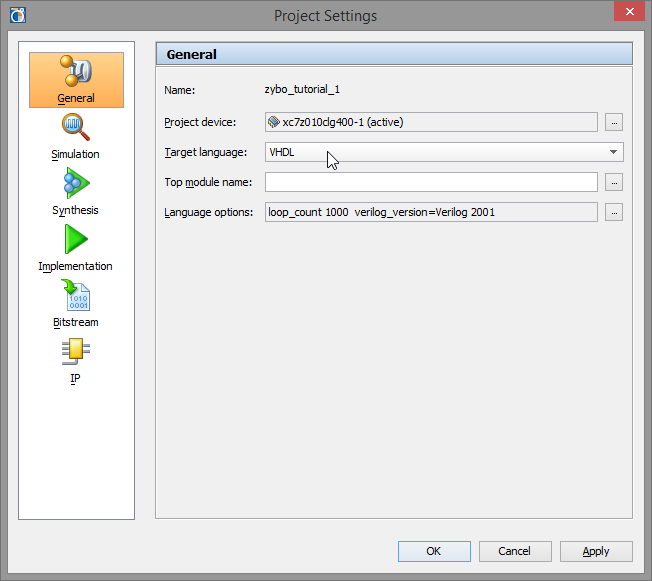 Project Settings
General
Simulation
Synthesis
Implementation
1010
0001
Bitstream
IP
General
Name: zybo_tutorial_1
Project device: xc7z010clg400-1 (active) ...
Target language: VHDL
Top module name: ...
Language options: loop_count 1000 verilog_version=Verilog 2001 ...
OK Cancel Apply